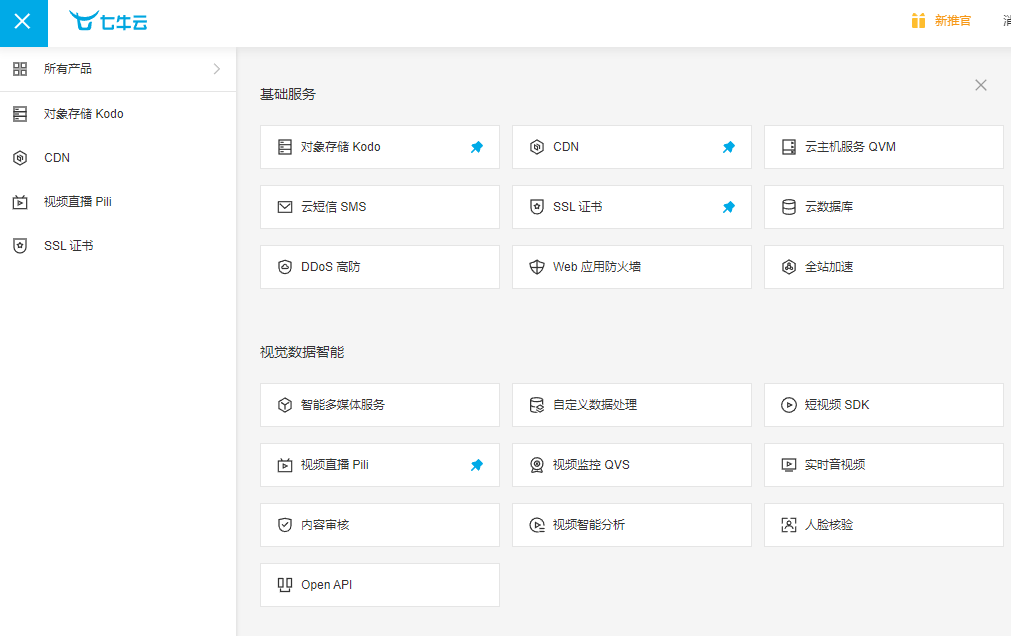 七牛云
新推官
所有产品
对象存储 Kodo
CDN
视频直播 Pili
SSL 证书
基础服务
对象存储 Kodo
CDN
云主机服务 QVM
云短信 SMS
SSL 证书
云数据库
DDoS 高防
Web 应用防火墙
全站加速
视觉数据智能
智能多媒体服务
自定义数据处理
短视频 SDK
视频直播 Pili
视频监控 QVS
实时音视频
内容审核
视频智能分析
人脸核验
Open API